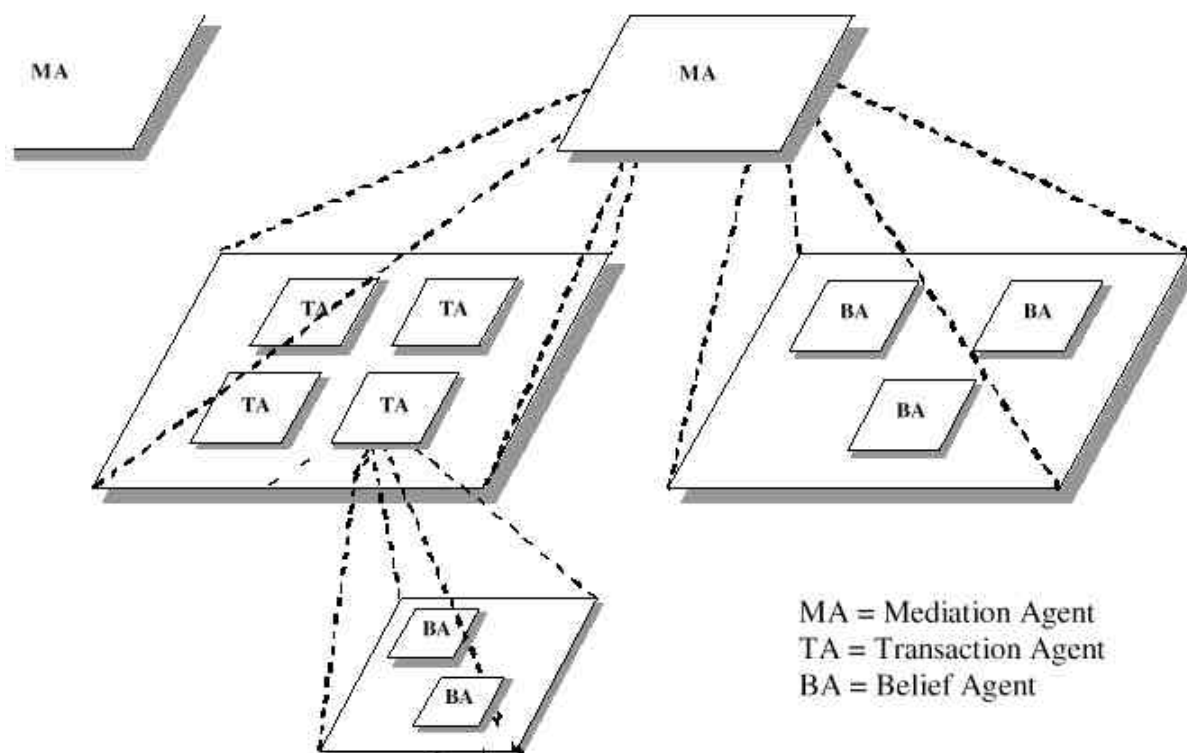 MA
MA
TA
TA
BA
BA
TA
TA
BA
BA
BA
MA = Mediation Agent
TA = Transaction Agent
BA = Belief Agent